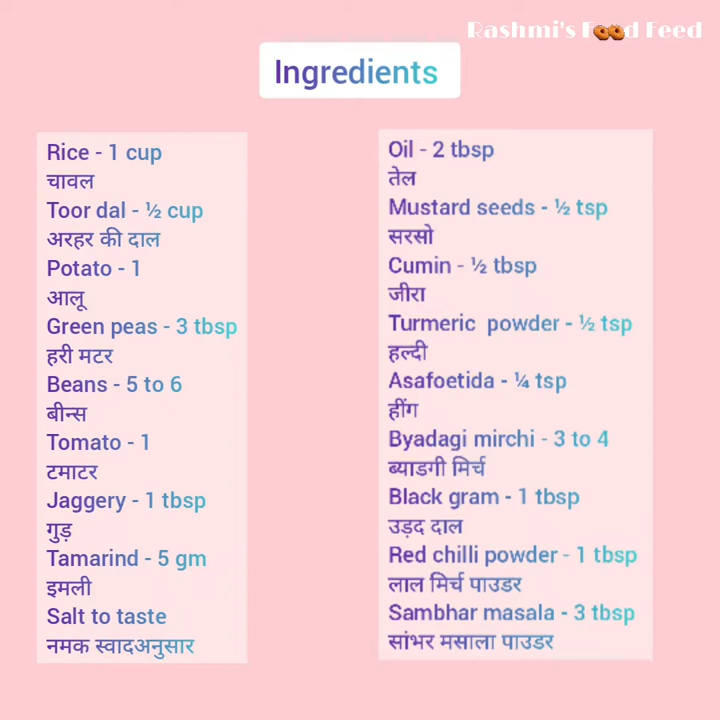 Rashmi's Food Feed
Ingredients
Rice - 1 cup
चावल
Toor dal - ½ cup
अरहर की दाल
Potato - 1
आलू
Green peas - 3 tbsp
हरी मटर
Beans - 5 to 6
बीन्स
Tomato - 1
टमाटर
Jaggery - 1 tbsp
गुड़
Tamarind - 5 gm
इमली
Salt to taste
नमक स्वादअनुसार
Oil - 2 tbsp
तेल
Mustard seeds - ½ tsp
सरसो
Cumin - ½ tbsp
जीरा
Turmeric powder - ½ tsp
हल्दी
Asafoetida - ¼ tsp
हींग
Byadagi mirchi - 3 to 4
ब्याडगी मिर्च
Black gram - 1 tbsp
उड़द दाल
Red chilli powder - 1 tbsp
लाल मिर्च पाउडर
Sambhar masala - 3 tbsp
सांभर मसाला पाउडर